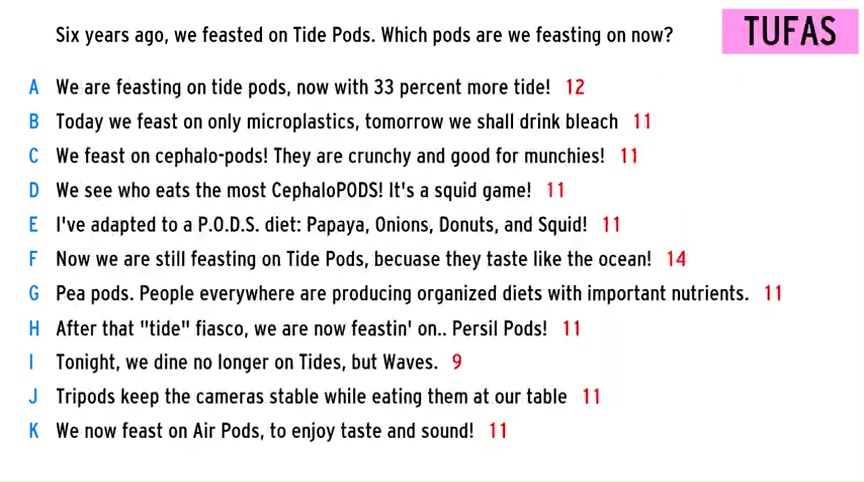 Six years ago, we feasted on Tide Pods. Which pods are we feasting on now?
TUFAS
A We are feasting on tide pods, now with 33 percent more tide! 12
B Today we feast on only microplastics, tomorrow we shall drink bleach 11
C We feast on cephalo-pods! They are crunchy and good for munchies! 11
D We see who eats the most CephaloPODS! It's a squid game! 11
E I've adapted to a P.O.D.S. diet: Papaya, Onions, Donuts, and Squid! 11
F Now we are still feasting on Tide Pods, becuase they taste like the ocean! 14
G Pea pods. People everywhere are producing organized diets with important nutrients. 11
H After that "tide" fiasco, we are now feastin' on.. Persil Pods! 11
I Tonight, we dine no longer on Tides, but Waves. 9
J Tripods keep the cameras stable while eating them at our table 11
K We now feast on Air Pods, to enjoy taste and sound! 11